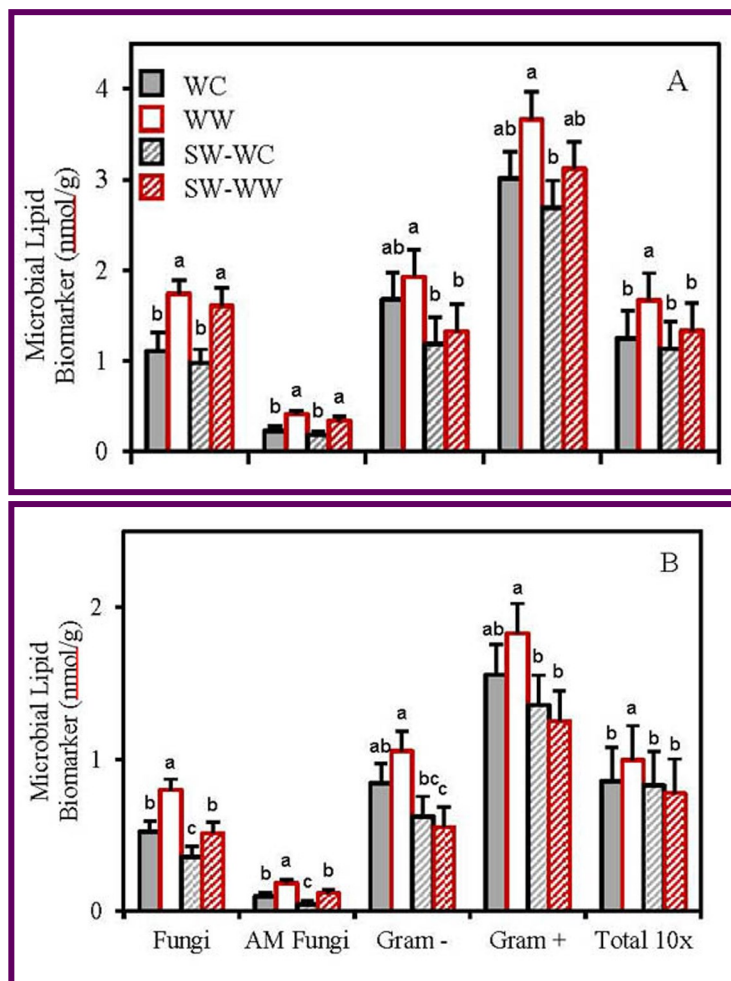 A
WC
WW
SW-WC
SW-WW
Microbial Lipid
Biomarker (nmol/g)
4
3
2
1
0
b a b a
b a b a
ab a b b
ab a b ab
b a b b
B
Microbial Lipid
Biomarker (nmol/g)
2
1
0
b a c b
b a c b
ab a bc c
ab a b b
b a b b
Fungi AM Fungi Gram - Gram + Total 10x